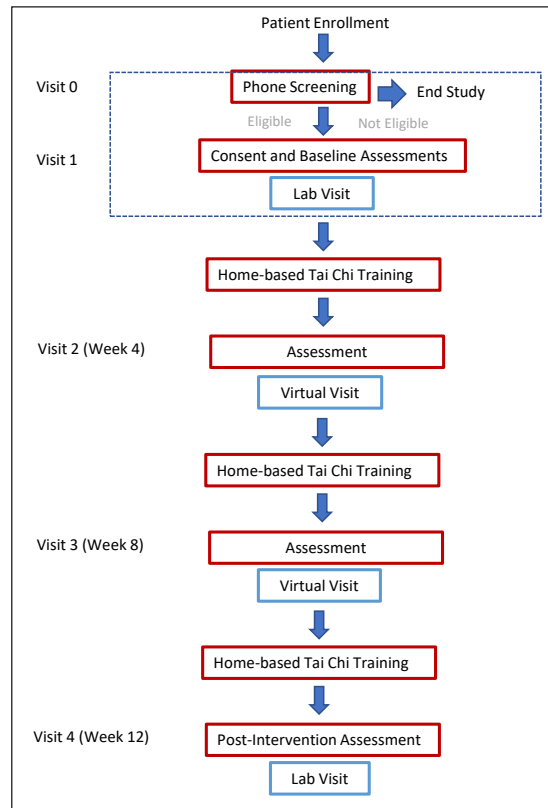 Patient Enrollment
Visit 0
Phone Screening
End Study
Eligible
Not Eligible
Visit 1
Consent and Baseline Assessments
Lab Visit
Home-based Tai Chi Training
Visit 2 (Week 4)
Assessment
Virtual Visit
Home-based Tai Chi Training
Visit 3 (Week 8)
Assessment
Virtual Visit
Home-based Tai Chi Training
Visit 4 (Week 12)
Post-Intervention Assessment
Lab Visit